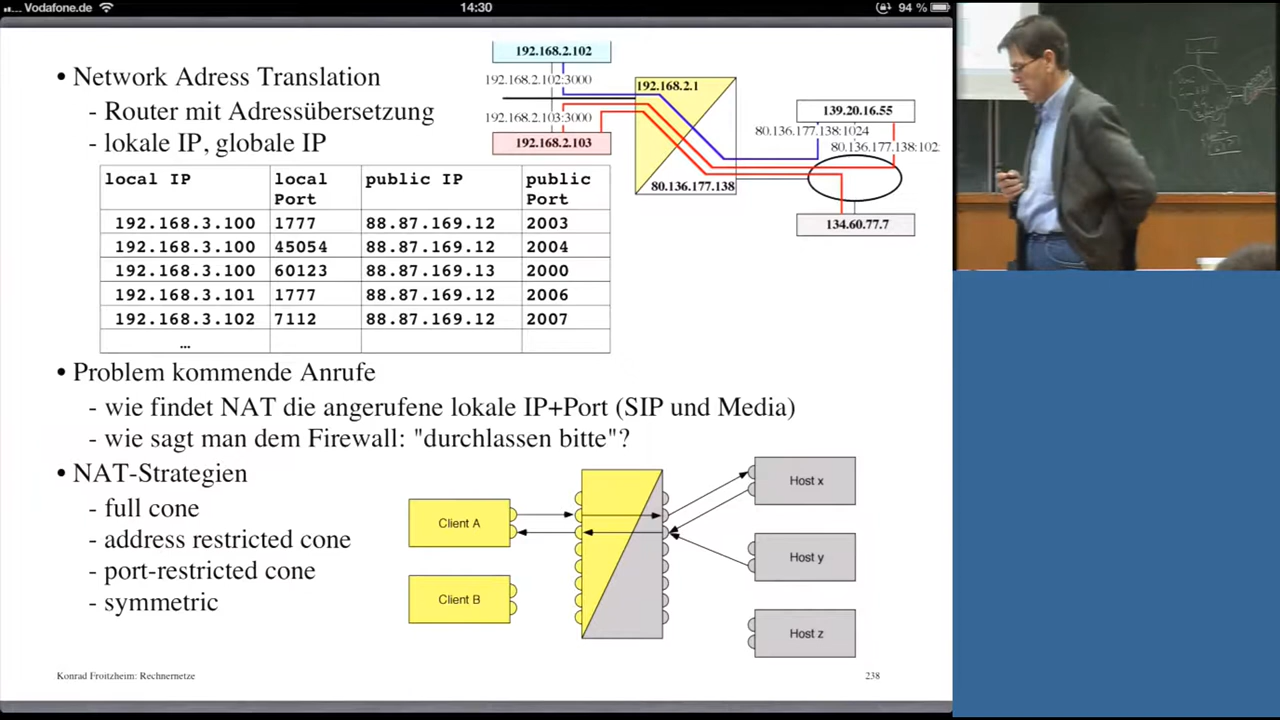 Vodafone.de 14:30 94 %
• Network Adress Translation
- Router mit Adressübersetzung
- lokale IP, globale IP
192.168.2.102
192.168.2.102:3000
192.168.2.1
192.168.2.103:3000
192.168.2.103
139.20.16.55
80.136.177.138:1024
80.136.177.138:102
80.136.177.138
134.60.77.7
local IP local Port public IP public Port
192.168.3.100 1777 88.87.169.12 2003
192.168.3.100 45054 88.87.169.12 2004
192.168.3.100 60123 88.87.169.13 2000
192.168.3.101 1777 88.87.169.12 2006
192.168.3.102 7112 88.87.169.12 2007
…
• Problem kommende Anrufe
- wie findet NAT die angerufene lokale IP+Port (SIP und Media)
- wie sagt man dem Firewall: "durchlassen bitte"?
• NAT-Strategien
- full cone
- address restricted cone
- port-restricted cone
- symmetric
Client A
Client B
Host x
Host y
Host z
Konrad Froitzheim: Rechnernetze
238